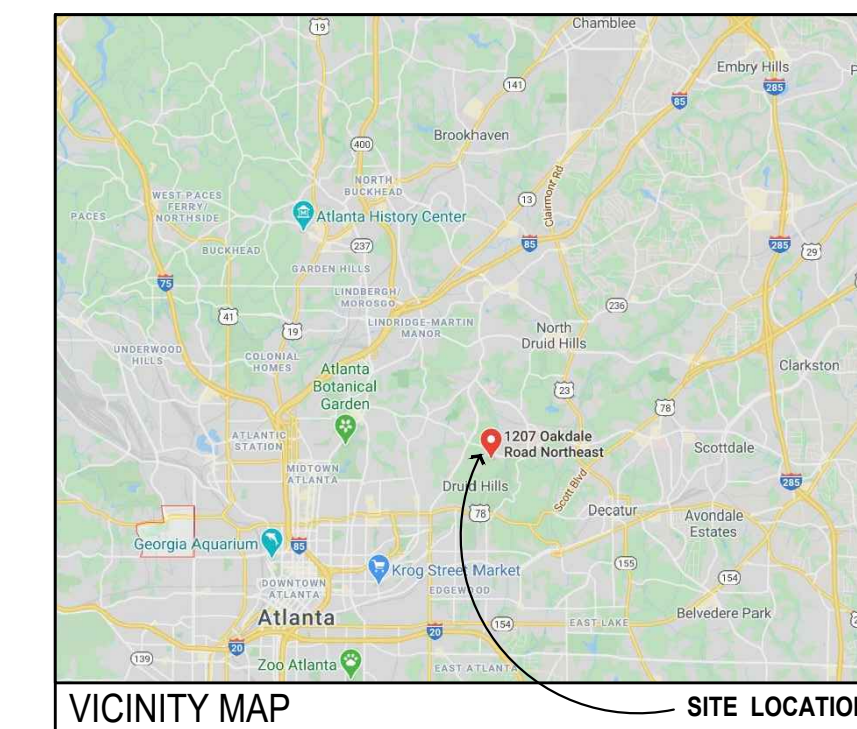 19
Chamblee
Embry Hills
141
285
85
Brookhaven
400
NORTH
BUCKHEAD
WEST PACES
FERRY/
NORTHSIDE
13
Clairmont Rd
PACES
Atlanta History Center
237
85
285
29
BUCKHEAD
GARDEN HILLS
75
LINDBERGH/
MOROSGO
236
41
19
LINDRIDGE-MARTIN
MANOR
North
Druid Hills
UNDERWOOD
HILLS
COLONIAL
HOMES
Clarkston
Atlanta
Botanical
Garden
23
78
ATLANTIC
STATION
1207 Oakdale
Road Northeast
Scottdale
MIDTOWN
ATLANTA
Druid Hills
Scott Blvd
285
78
Decatur
Avondale
Estates
Georgia Aquarium
85
155
Krog Street Market
154
DOWNTOWN
ATLANTA
EDGEWOOD
Atlanta
154
EAST LAKE
Belvedere Park
20
20
139
Zoo Atlanta
EAST ATLANTA
VICINITY MAP
SITE LOCATION